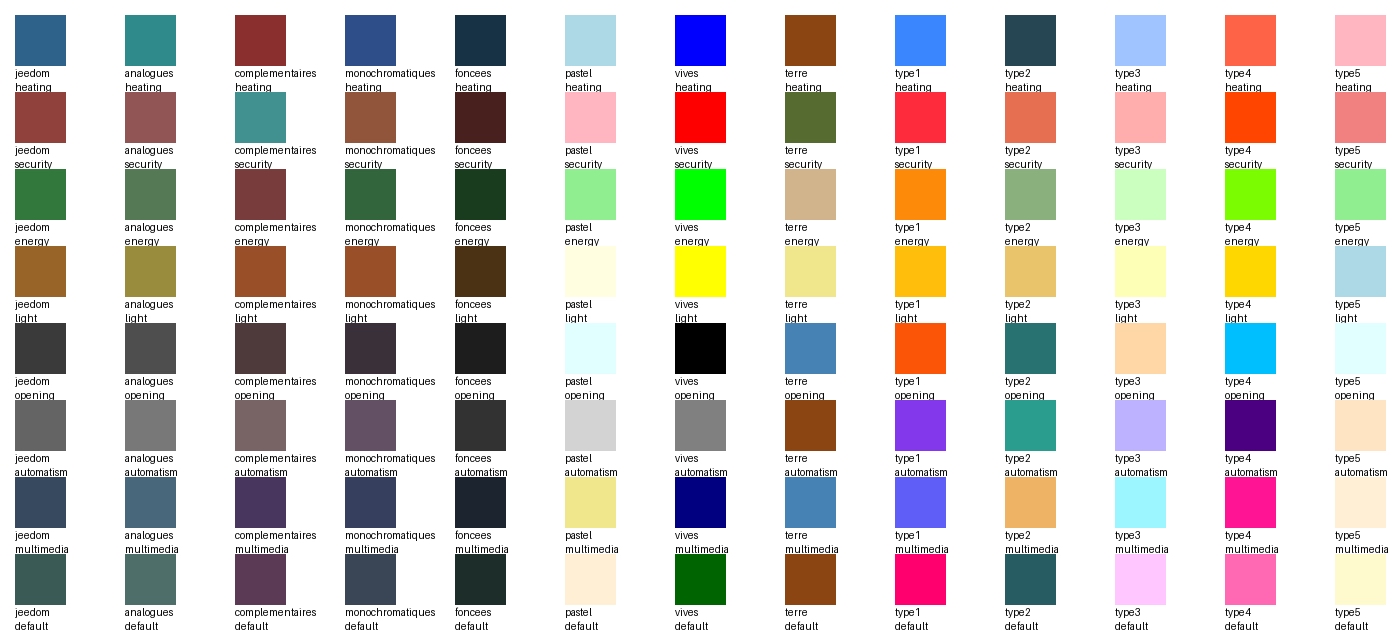 jeedom analogues complementaires monochromatiques foncees pastel vives terre type1 type2 type3 type4 type5
heating heating heating heating heating heating heating heating heating heating heating heating heating
jeedom analogues complementaires monochromatiques foncees pastel vives terre type1 type2 type3 type4 type5
security security security security security security security security security security security security security
jeedom analogues complementaires monochromatiques foncees pastel vives terre type1 type2 type3 type4 type5
energy energy energy energy energy energy energy energy energy energy energy energy energy
jeedom analogues complementaires monochromatiques foncees pastel vives terre type1 type2 type3 type4 type5
light light light light light light light light light light light light light
jeedom analogues complementaires monochromatiques foncees pastel vives terre type1 type2 type3 type4 type5
opening opening opening opening opening opening opening opening opening opening opening opening opening
jeedom analogues complementaires monochromatiques foncees pastel vives terre type1 type2 type3 type4 type5
automatism automatism automatism automatism automatism automatism automatism automatism automatism automatism automatism automatism automatism
jeedom analogues complementaires monochromatiques foncees pastel vives terre type1 type2 type3 type4 type5
multimedia multimedia multimedia multimedia multimedia multimedia multimedia multimedia multimedia multimedia multimedia multimedia multimedia
jeedom analogues complementaires monochromatiques foncees pastel vives terre type1 type2 type3 type4 type5
default default default default default default default default default default default default default